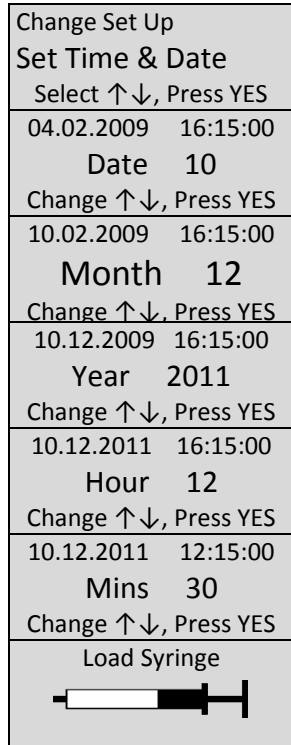 Change Set Up
Set Time & Date
Select ↑↓, Press YES
04.02.2009 16:15:00
Date 10
Change ↑↓, Press YES
10.02.2009 16:15:00
Month 12
Change ↑↓, Press YES
10.12.2009 16:15:00
Year 2011
Change ↑↓, Press YES
10.12.2011 16:15:00
Hour 12
Change ↑↓, Press YES
10.12.2011 12:15:00
Mins 30
Change ↑↓, Press YES
Load Syringe